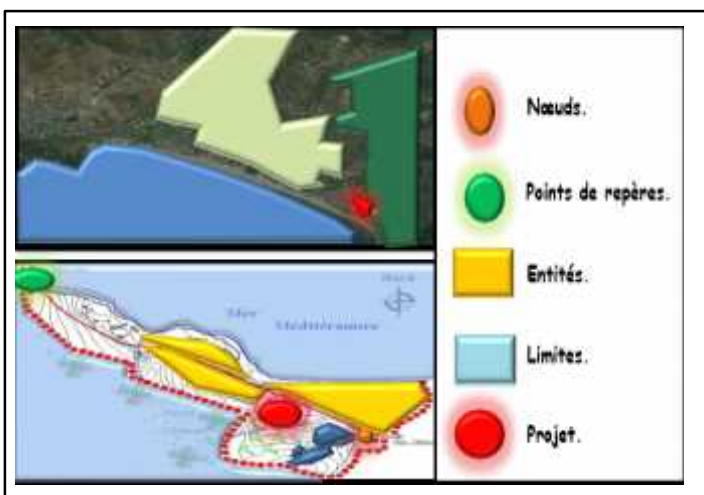 Nœuds.
Points de repères.
Entités.
Limites.
Projet.
Mer
Méditerranée